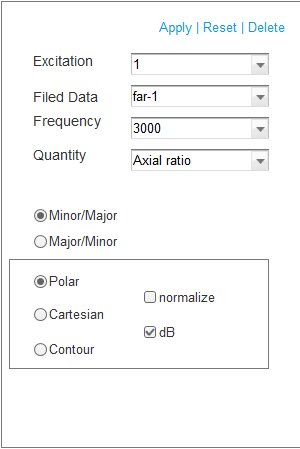 Apply | Reset | Delete
Excitation 1
Filed Data far-1
Frequency 3000
Quantity Axial ratio
Minor/Major
Major/Minor
Polar
normalize
Cartesian
dB
Contour